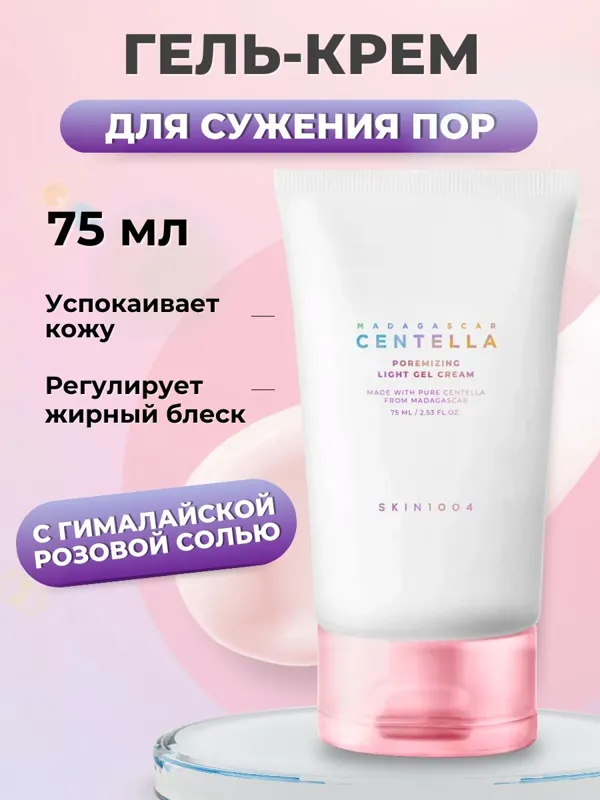 ГЕЛЬ-КРЕМ
ДЛЯ СУЖЕНИЯ ПОР
75 мл
Успокаивает
кожу
Регулирует
жирный блеск
С ГИМАЛАЙСКОЙ
РОЗОВОЙ СОЛЬЮ
MADAGASCAR
CENTELLA
POREMIZING
LIGHT GEL CREAM
MADE WITH PURE CENTELLA
FROM MADAGASCAR
75 ML / 2.53 FL.OZ.
SKIN1004